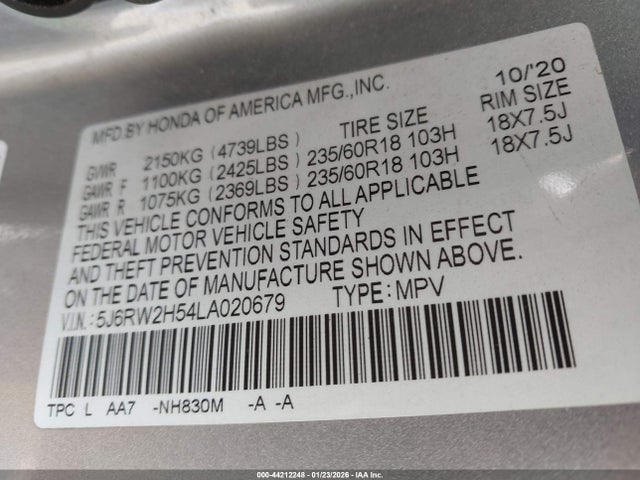 MFD.BY HONDA OF AMERICA MFG.,INC. 10/'20
GVWR 2150KG (4739LBS) TIRE SIZE RIM SIZE
GAWR F 1100KG (2425LBS) 235/60R18 103H 18X7.5J
GAWR R 1075KG (2369LBS) 235/60R18 103H 18X7.5J
THIS VEHICLE CONFORMS TO ALL APPLICABLE
FEDERAL MOTOR VEHICLE SAFETY
AND THEFT PREVENTION STANDARDS IN EFFECT
ON THE DATE OF MANUFACTURE SHOWN ABOVE.
V.I.N.: 5J6RW2H54LA020679 TYPE: MPV
TPC L AA7 -NH830M -A -A
000-44212248 - 01/23/2026 - IAA Inc.